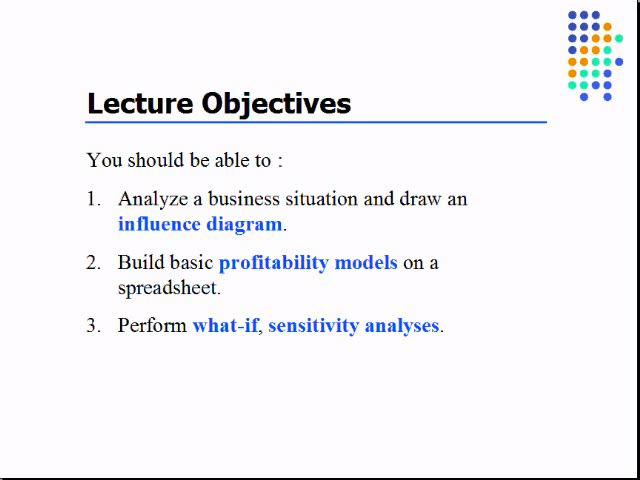 Lecture Objectives
You should be able to :
1. Analyze a business situation and draw an
influence diagram.
2. Build basic profitability models on a
spreadsheet.
3. Perform what-if, sensitivity analyses.